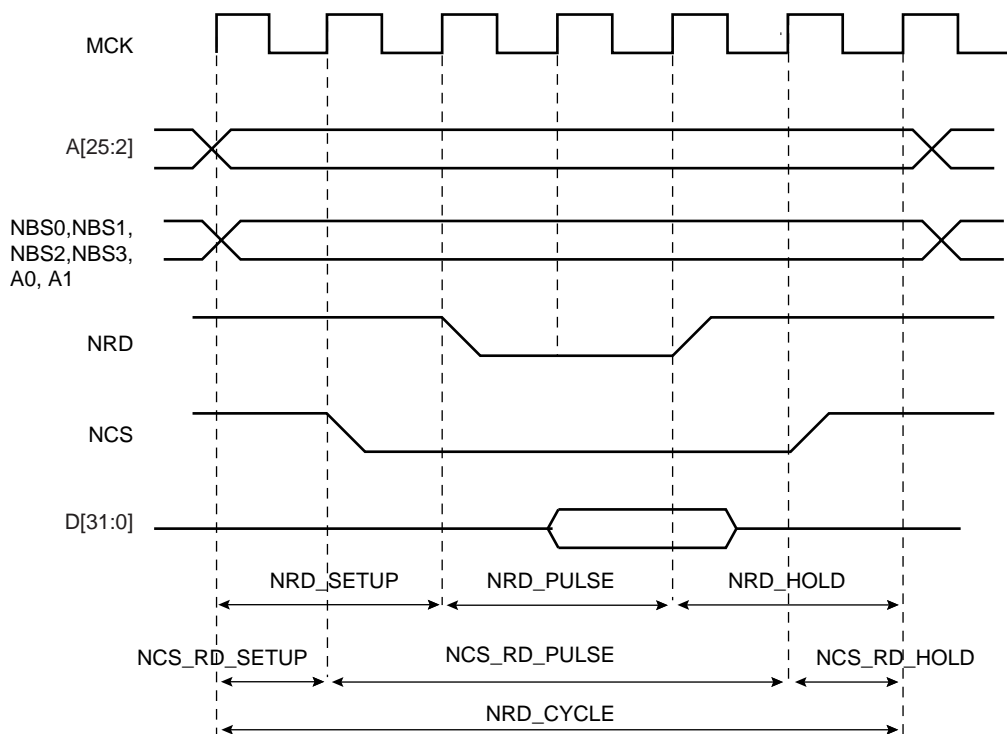 MCK
A[25:2]
NBS0,NBS1,
NBS2,NBS3,
A0, A1
NRD
NCS
D[31:0]
NRD_SETUP NRD_PULSE NRD_HOLD
NCS_RD_SETUP NCS_RD_PULSE NCS_RD_HOLD
NRD_CYCLE